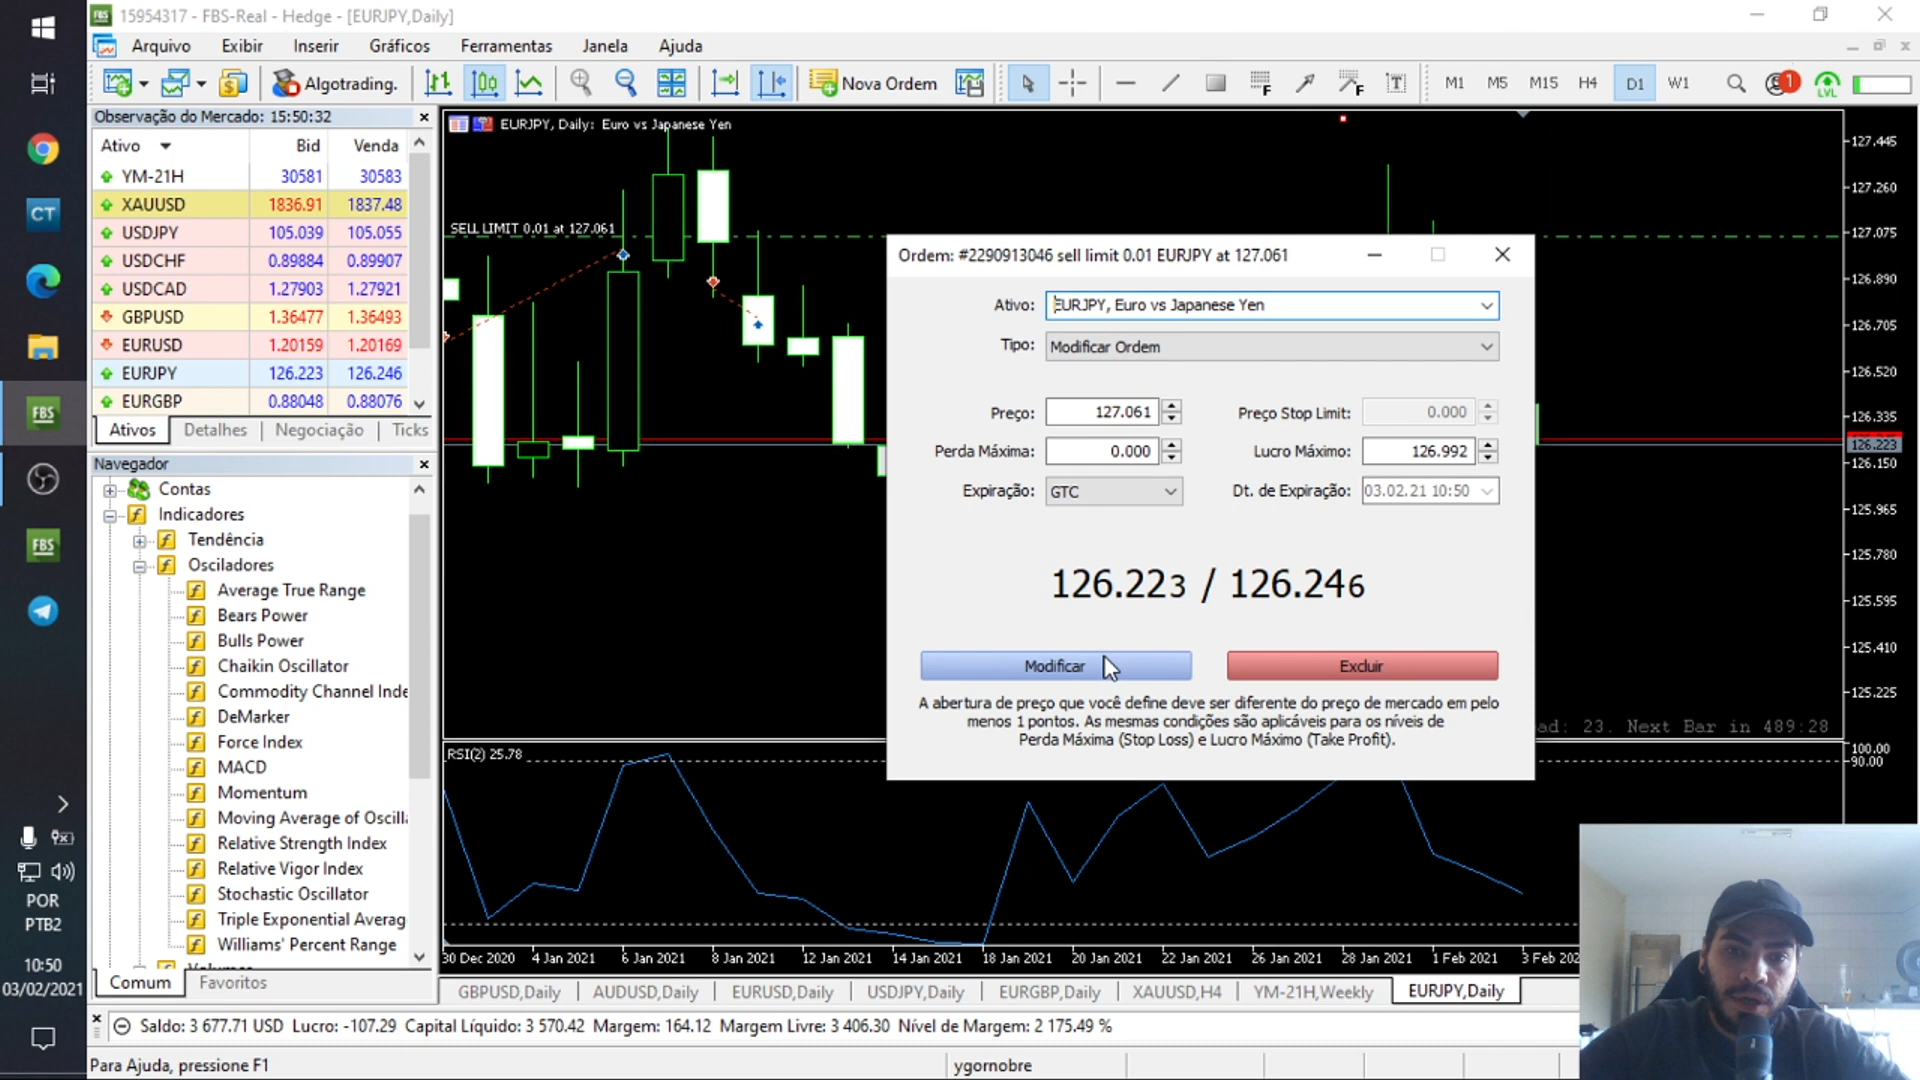 15954317 - FBS-Real - Hedge - [EURJPY,Daily]
Arquivo Exibir Inserir Gráficos Ferramentas Janela Ajuda
Algotrading. Nova Ordem M1 M5 M15 H4 D1 W1 1 LVL
Observação do Mercado: 15:50:32
Ativo Bid Venda
YM-21H 30581 30583
XAUUSD 1836.91 1837.48
USDJPY 105.039 105.055
USDCHF 0.89884 0.89907
USDCAD 1.27903 1.27921
GBPUSD 1.36477 1.36493
EURUSD 1.20159 1.20169
EURJPY 126.223 126.246
EURGBP 0.88048 0.88076
Ativos Detalhes Negociação Ticks
Navegador
Contas
Indicadores
Tendência
Osciladores
Average True Range
Bears Power
Bulls Power
Chaikin Oscillator
Commodity Channel Inde
DeMarker
Force Index
MACD
Momentum
Moving Average of Oscilla
Relative Strength Index
Relative Vigor Index
Stochastic Oscillator
Triple Exponential Averag
Williams' Percent Range
Comum Favoritos
EURJPY, Daily: Euro vs Japanese Yen
SELL LIMIT 0.01 at 127.061
127.445
127.260
127.075
126.890
126.705
126.520
126.335
126.223
126.150
125.965
125.780
125.595
125.410
125.225
Ordem: #2290913046 sell limit 0.01 EURJPY at 127.061
Ativo: EURJPY, Euro vs Japanese Yen
Tipo: Modificar Ordem
Preço: 127.061 Preço Stop Limit: 0.000
Perda Máxima: 0.000 Lucro Máximo: 126.992
Expiração: GTC Dt. de Expiração: 03.02.21 10:50
126.223 / 126.246
Modificar Excluir
A abertura de preço que você define deve ser diferente do preço de mercado em pelo
menos 1 pontos. As mesmas condições são aplicáveis para os níveis de
Perda Máxima (Stop Loss) e Lucro Máximo (Take Profit).
ad: 23. Next Bar in 489:28
RSI(2) 25.78
100.00
90.00
30 Dec 2020 4 Jan 2021 6 Jan 2021 8 Jan 2021 12 Jan 2021 14 Jan 2021 18 Jan 2021 20 Jan 2021 22 Jan 2021 26 Jan 2021 28 Jan 2021 1 Feb 2021 3 Feb 202
GBPUSD,Daily AUDUSD,Daily EURUSD,Daily USDJPY,Daily EURGBP,Daily XAUUSD,H4 YM-21H,Weekly EURJPY,Daily
Saldo: 3 677.71 USD Lucro: -107.29 Capital Líquido: 3 570.42 Margem: 164.12 Margem Livre: 3 406.30 Nível de Margem: 2 175.49 %
Para Ajuda, pressione F1 ygornobre
CT
FBS
FBS
POR
PTB2
10:50
03/02/2021